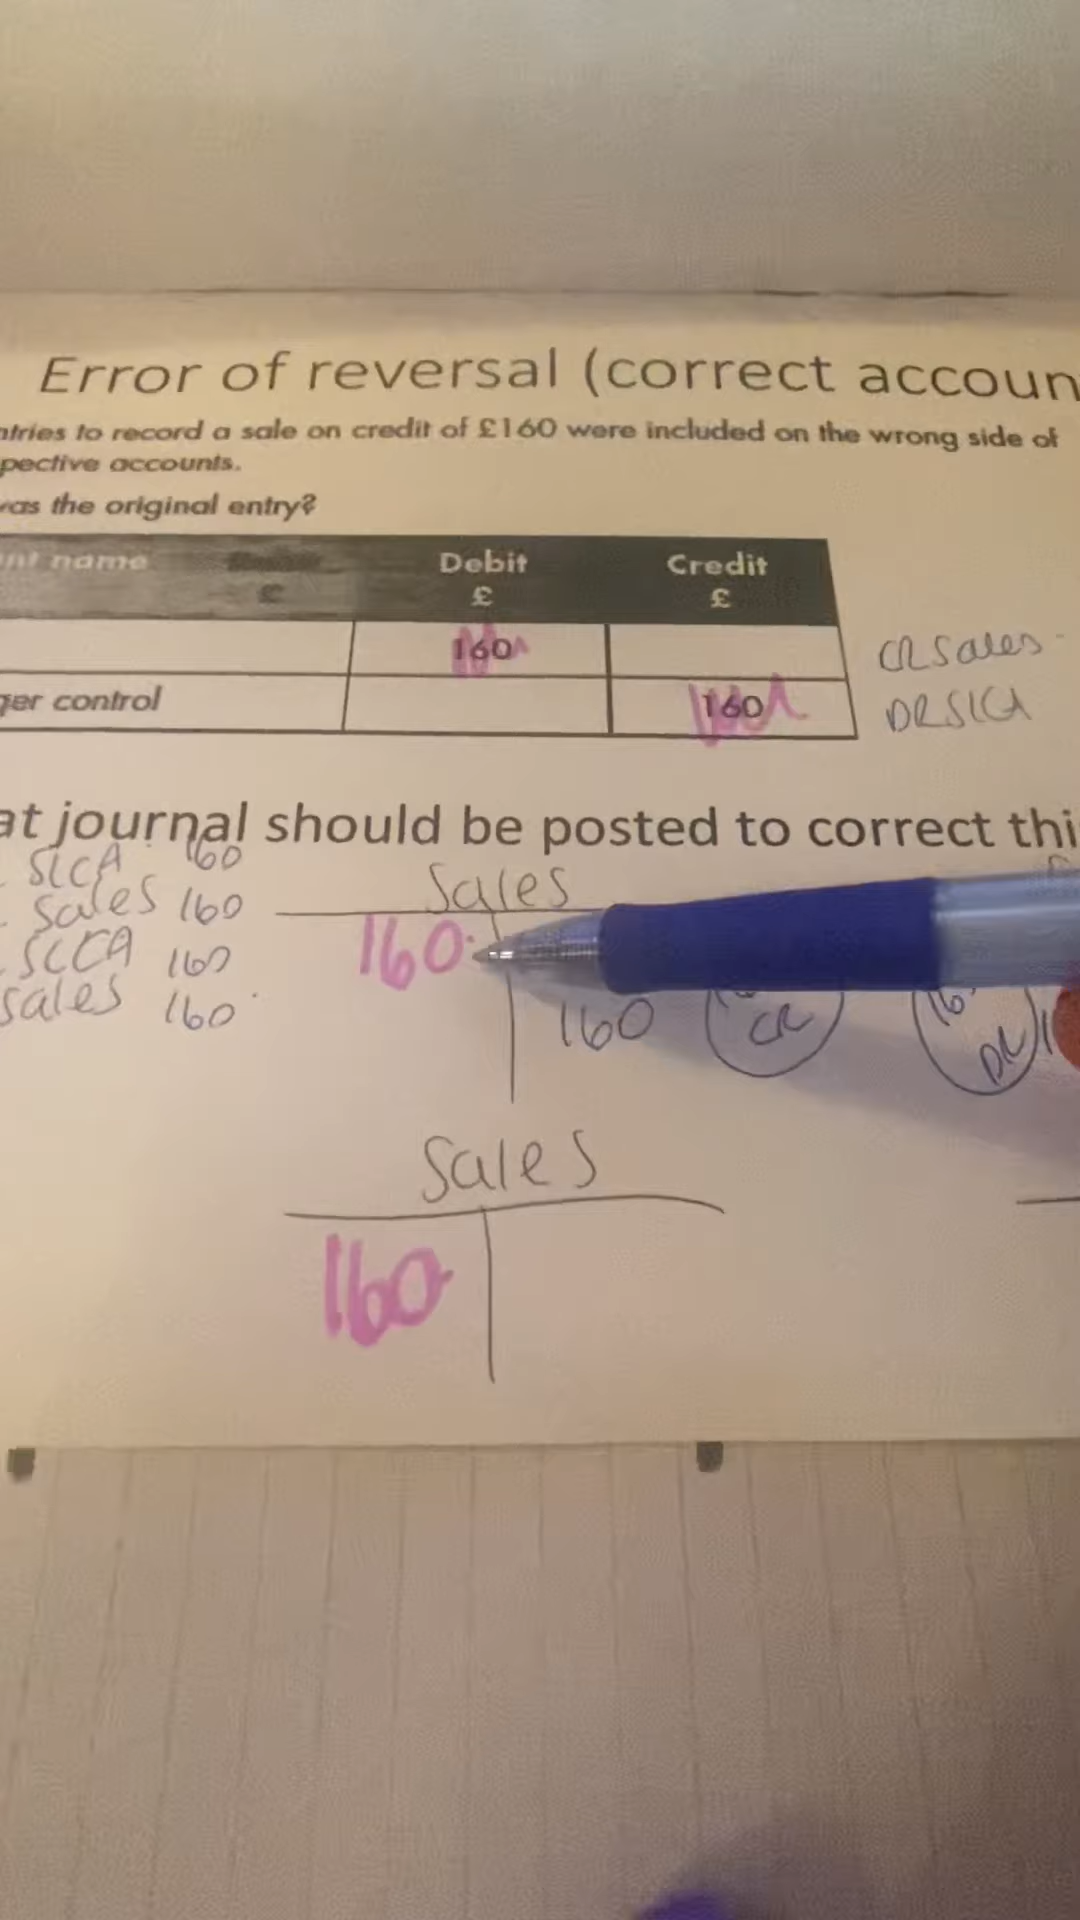 Error of reversal (correct accoun
ntries to record a sale on credit of £160 were included on the wrong side of
pective accounts.
was the original entry?
nt name Debit £ Credit £
160
CR Sales
ger control 160
DR SLCA
at journal should be posted to correct thi
SLCA 160
Sales 160
SLCA 160
Sales 160
Sales
160
160
CR
16
DR
Sales
160